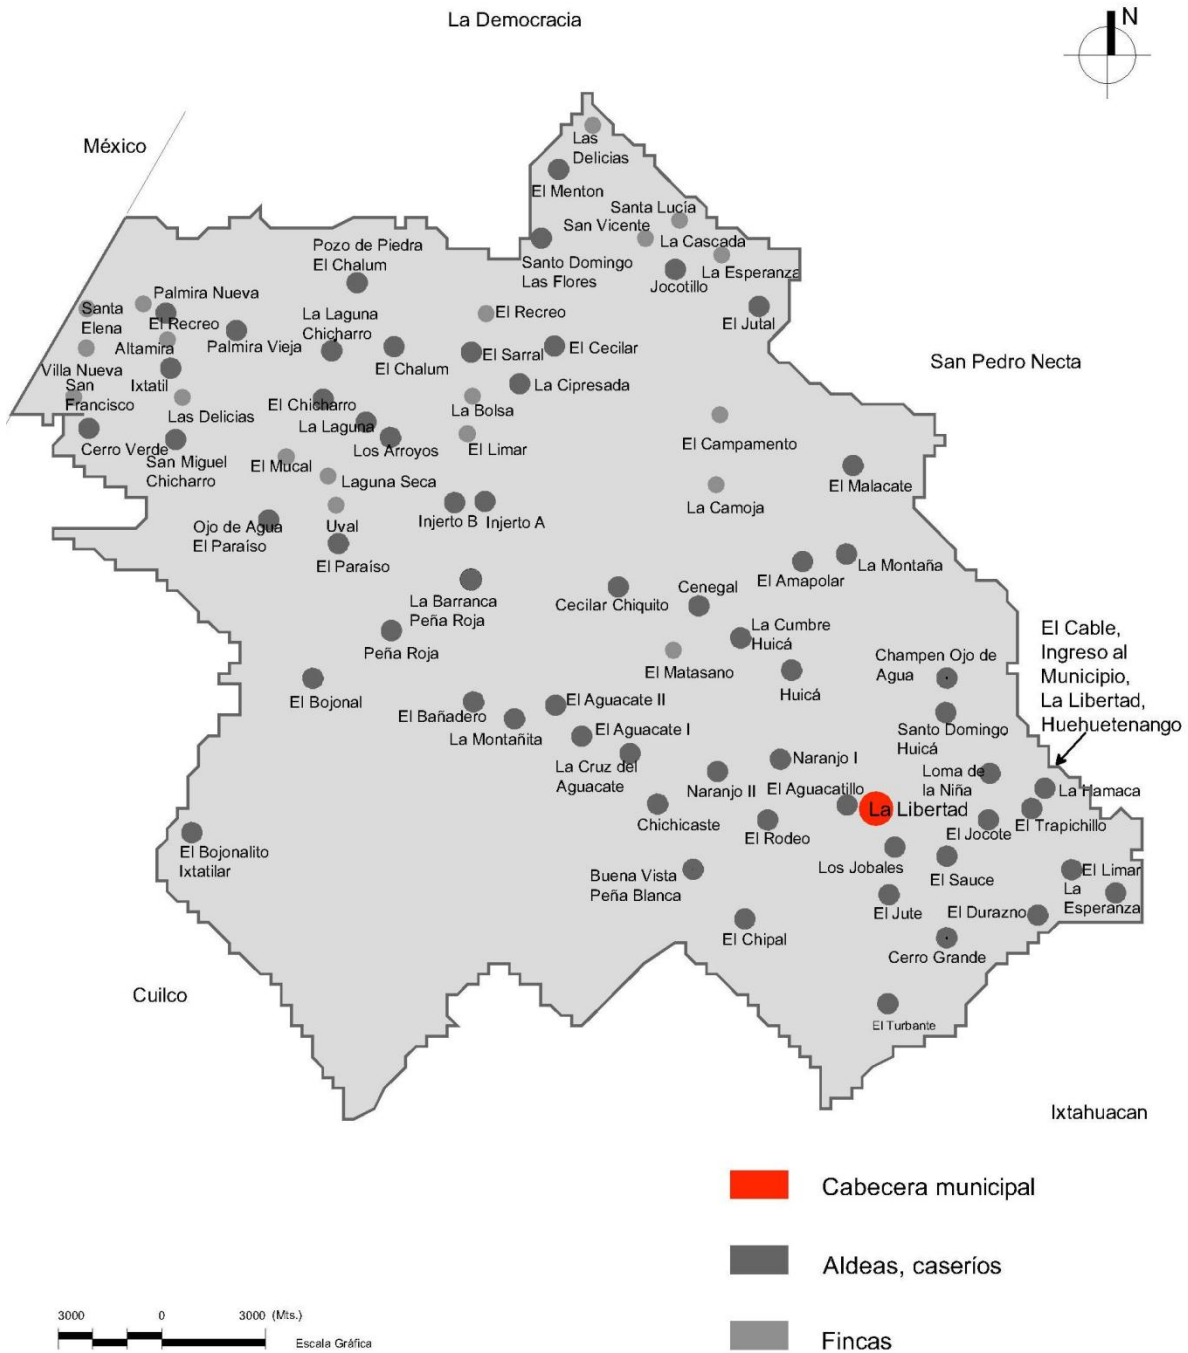 La Democracia
N
México
Las
Delicias
El Menton
Santa Lucía
San Vicente
La Cascada
Pozo de Piedra
El Chalum
Santo Domingo
Las Flores
La Esperanza
Jocotillo
Palmira Nueva
Santa
Elena
El Recreo
La Laguna
Chicharro
El Recreo
El Jutal
Altamira
Palmira Vieja
El Chalum
El Sarral
El Cecilar
San Pedro Necta
Villa Nueva
San
Francisco
Ixtatil
La Cipresada
Las Delicias
El Chicharro
La Bolsa
La Laguna
Cerro Verde
Los Arroyos
El Limar
El Campamento
San Miguel
Chicharro
El Mucal
Laguna Seca
El Malacate
La Camoja
Ojo de Agua
El Paraíso
Uval
Injerto B
Injerto A
El Paraíso
La Montaña
El Amapolar
La Barranca
Peña Roja
Cecilar Chiquito
Cenegal
La Cumbre
Huicá
El Cable,
Ingreso al
Municipio,
La Libertad,
Huehuetenango
Peña Roja
El Matasano
Champen Ojo de
Agua
El Bojonal
Huicá
El Bañadero
El Aguacate II
La Montañita
El Aguacate I
Santo Domingo
Huicá
La Cruz del
Aguacate
Naranjo I
Loma de
la Niña
Naranjo II
El Aguacatillo
La Hamaca
Chichicaste
La Libertad
El Trapichillo
El Rodeo
El Jocote
El Bojonalito
Ixtatilar
Los Jobales
El Sauce
El Limar
Buena Vista
Peña Blanca
La
Esperanza
El Jute
El Durazno
El Chipal
Cerro Grande
Cuilco
El Turbante
Ixtahuacan
Cabecera municipal
Aldeas, caseríos
Fincas
3000 0 3000 (Mts.)
Escala Gráfica